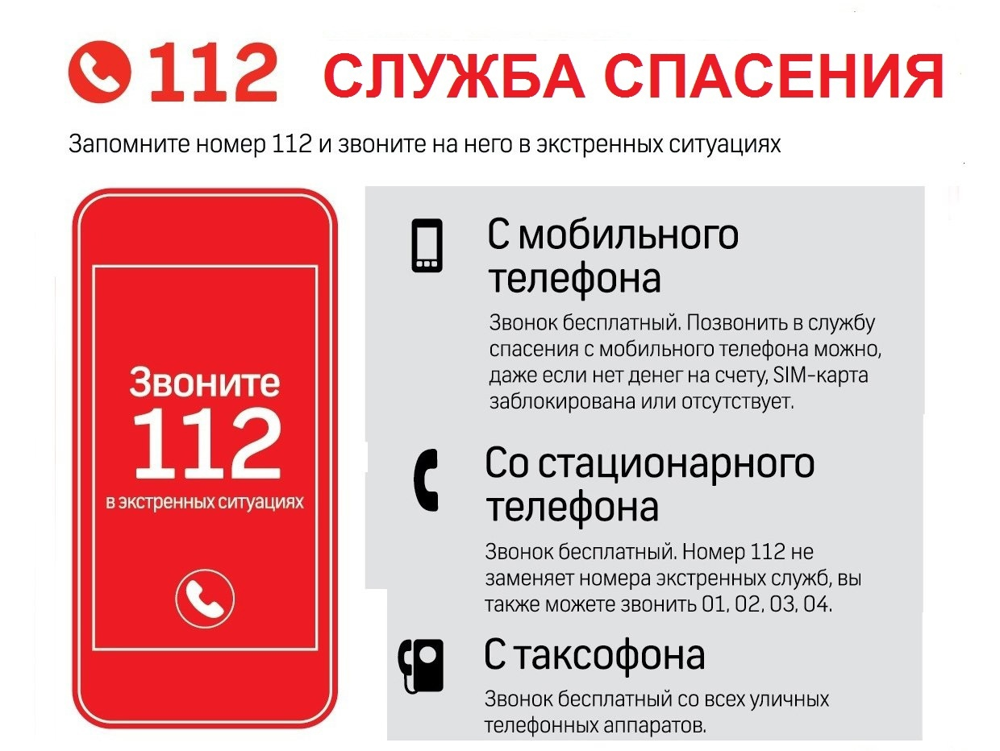 112 СЛУЖБА СПАСЕНИЯ
Запомните номер 112 и звоните на него в экстренных ситуациях
Звоните
112
в экстренных ситуациях
С мобильного
телефона
Звонок бесплатный. Позвонить в службу
спасения с мобильного телефона можно,
даже если нет денег на счету, SIM-карта
заблокирована или отсутствует.
Со стационарного
телефона
Звонок бесплатный. Номер 112 не
заменяет номера экстренных служб, вы
также можете звонить 01, 02, 03, 04.
С таксофона
Звонок бесплатный со всех уличных
телефонных аппаратов.